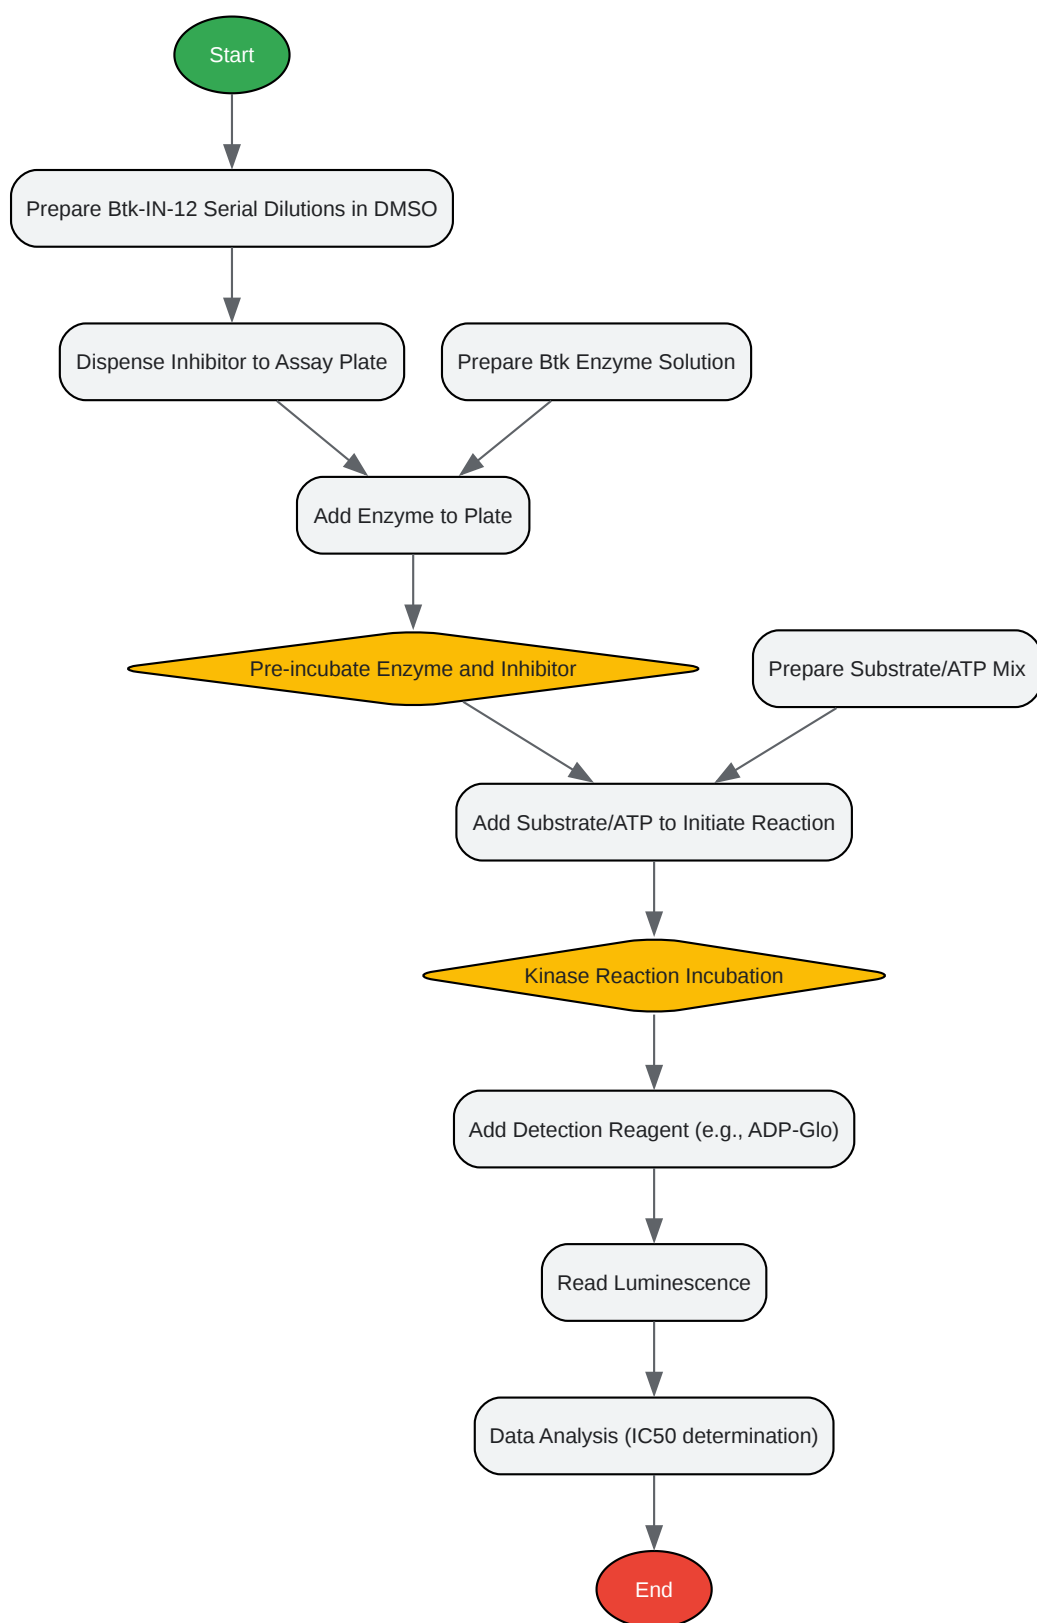 Start
Prepare Btk-IN-12 Serial Dilutions in DMSO
Dispense Inhibitor to Assay Plate
Prepare Btk Enzyme Solution
Add Enzyme to Plate
Pre-incubate Enzyme and Inhibitor
Prepare Substrate/ATP Mix
Add Substrate/ATP to Initiate Reaction
Kinase Reaction Incubation
Add Detection Reagent (e.g., ADP-Glo)
Read Luminescence
Data Analysis (IC50 determination)
End